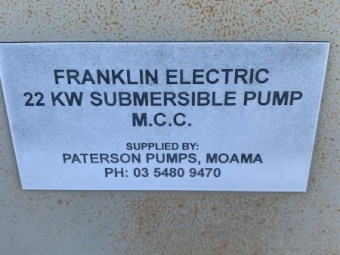 FRANKLIN ELECTRIC
22 KW SUBMERSIBLE PUMP
M.C.C.
SUPPLIED BY:
PATERSON PUMPS, MOAMA
PH: 03 5480 9470